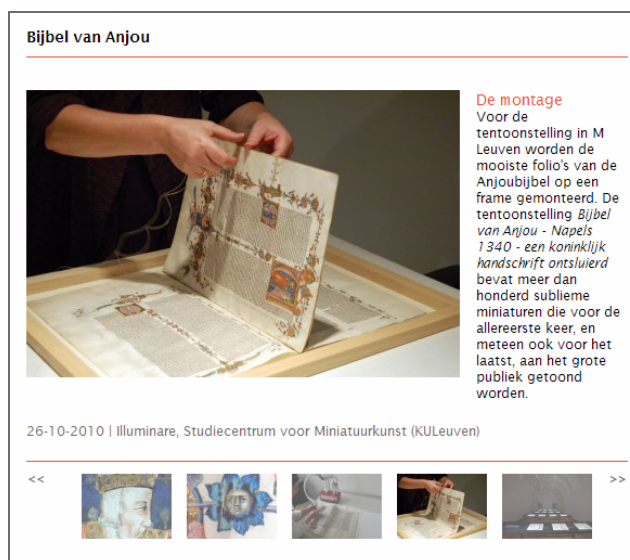 Bijbel van Anjou
De montage
Voor de
tentoonstelling in M
Leuven worden de
mooiste folio's van de
Anjoubijbel op een
frame gemonteerd. De
tentoonstelling Bijbel
van Anjou - Napels
1340 - een koninklijk
handschrift ontsluierd
bevat meer dan
honderd sublieme
miniaturen die voor de
allereerste keer, en
meteen ook voor het
laatst, aan het grote
publiek getoond
worden.
26-10-2010 | Illuminare, Studiecentrum voor Miniatuurkunst (KULeuven)
<< >>